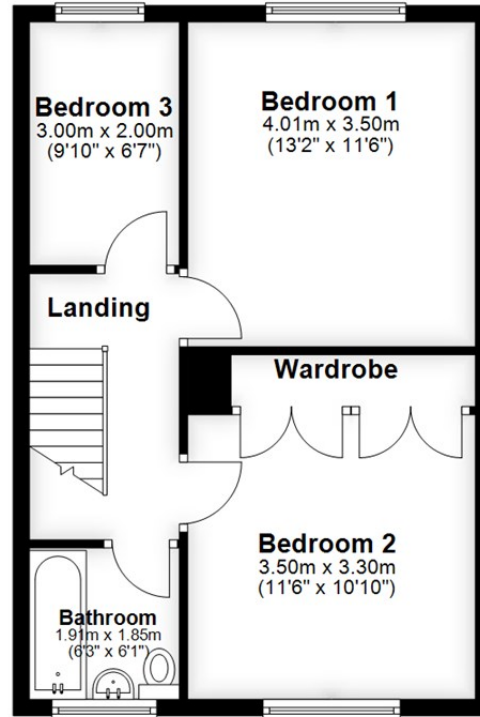 Bedroom 3
3.00m x 2.00m
(9'10" x 6'7")
Bedroom 1
4.01m x 3.50m
(13'2" x 11'6")
Landing
Wardrobe
Bedroom 2
3.50m x 3.30m
(11'6" x 10'10")
Bathroom
1.91m x 1.85m
(6'3" x 6'1")